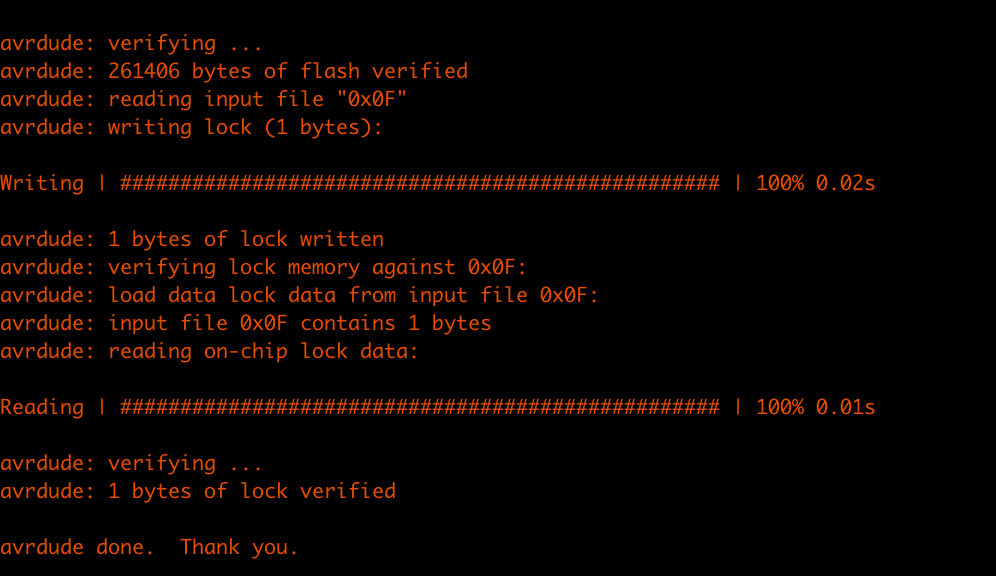 avrdude: verifying ...
avrdude: 261406 bytes of flash verified
avrdude: reading input file "0x0F"
avrdude: writing lock (1 bytes):
Writing | ################################################## | 100% 0.02s
avrdude: 1 bytes of lock written
avrdude: verifying lock memory against 0x0F:
avrdude: load data lock data from input file 0x0F:
avrdude: input file 0x0F contains 1 bytes
avrdude: reading on-chip lock data:
Reading | ################################################## | 100% 0.01s
avrdude: verifying ...
avrdude: 1 bytes of lock verified
avrdude done.  Thank you.